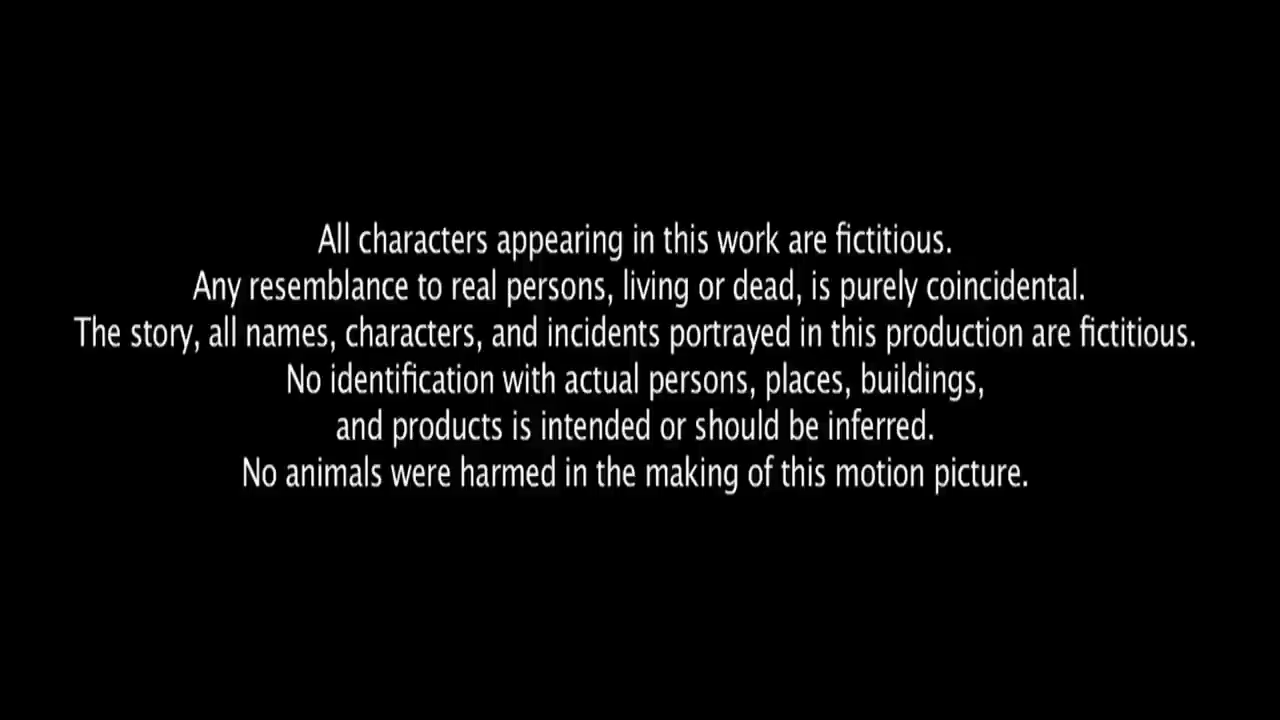 All characters appearing in this work are fictitious.
Any resemblance to real persons, living or dead, is purely coincidental.
The story, all names, characters, and incidents portrayed in this production are fictitious.
No identification with actual persons, places, buildings,
and products is intended or should be inferred.
No animals were harmed in the making of this motion picture.